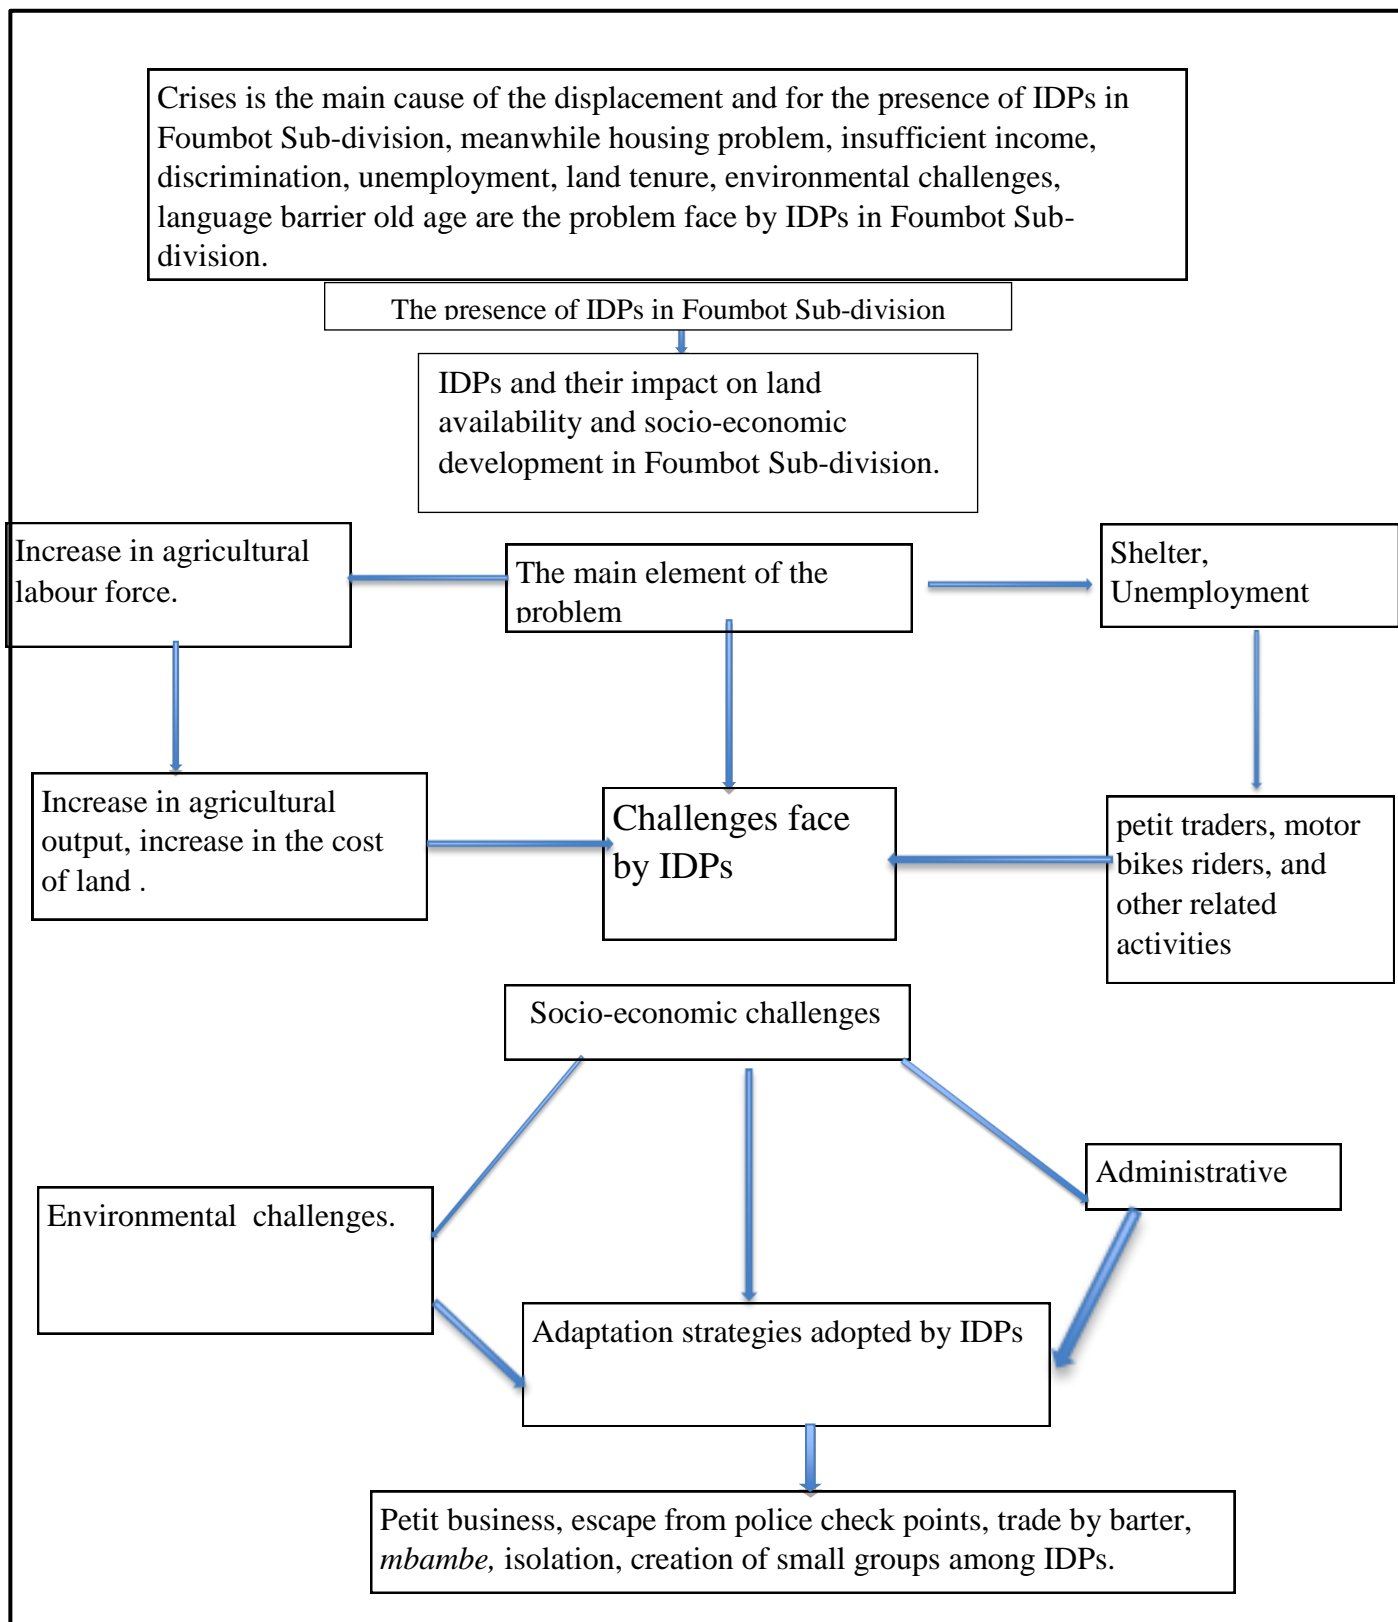 Crises is the main cause of the displacement and for the presence of IDPs in
Foumbot Sub-division, meanwhile housing problem, insufficient income,
discrimination, unemployment, land tenure, environmental challenges,
language barrier old age are the problem face by IDPs in Foumbot Sub-
division.
The presence of IDPs in Foumbot Sub-division
IDPs and their impact on land
availability and socio-economic
development in Foumbot Sub-division.
Increase in agricultural
labour force.
The main element of the
problem
Shelter,
Unemployment
Increase in agricultural
output, increase in the cost
of land .
Challenges face
by IDPs
petit traders, motor
bikes riders, and
other related
activities
Socio-economic challenges
Environmental  challenges.
Administrative
Adaptation strategies adopted by IDPs
Petit business, escape from police check points, trade by barter,
mbambe, isolation, creation of small groups among IDPs.